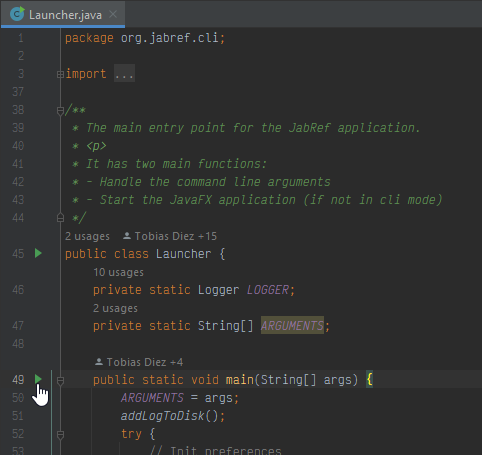 Launcher.java
1 package org.jabref.cli;
2
3 import ...
37
38 /**
39 * The main entry point for the JabRef application.
40 * <p>
41 * It has two main functions:
42 * - Handle the command line arguments
43 * - Start the JavaFX application (if not in cli mode)
44 */
2 usages Tobias Diez +15
45 public class Launcher {
10 usages
46 private static Logger LOGGER;
2 usages
47 private static String[] ARGUMENTS;
48
Tobias Diez +4
49 public static void main(String[] args) {
50 ARGUMENTS = args;
51 addLogToDisk();
52 try {
53 // Init preferences